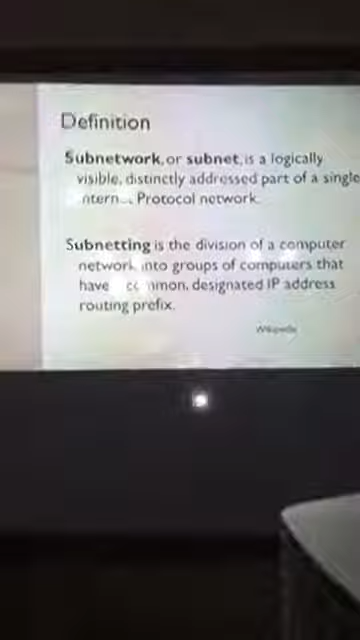 Definition
Subnetwork, or subnet, is a logically
visible, distinctly addressed part of a single
Protocol network.
Subnetting is the division of a computer
network into groups of computers that
have common, designated IP address
routing prefix.
Wikipedia